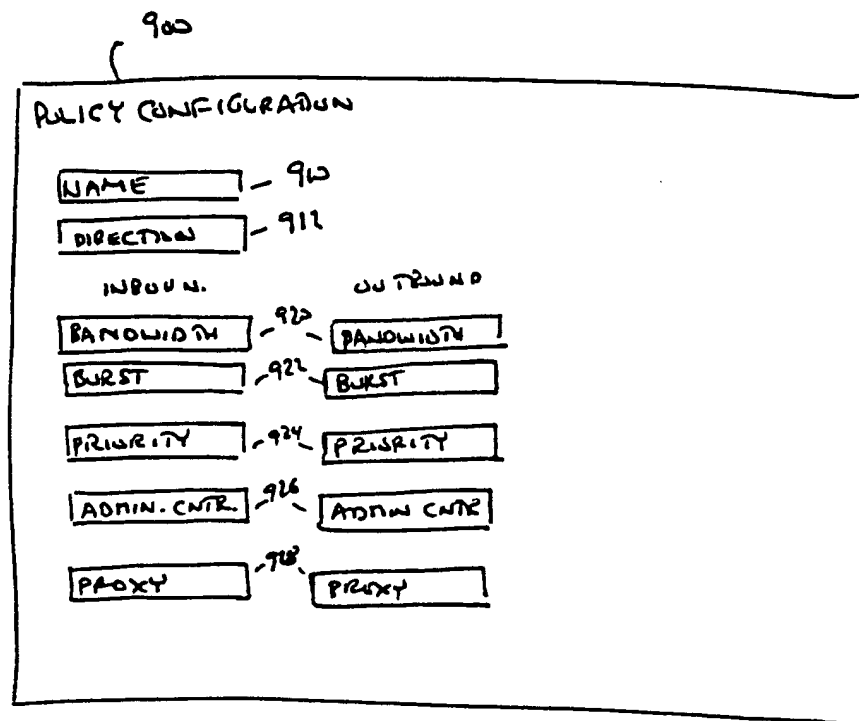 900
POLICY CONFIGURATION
NAME 910
DIRECTION 912
INBOUN. OUTBOUND
BANDWIDTH 920 BANDWIDTH
BURST 922 BURST
PRIORITY 924 PRIORITY
ADMIN. CNTR. 926 ADMIN CNTR
PROXY 928 PROXY